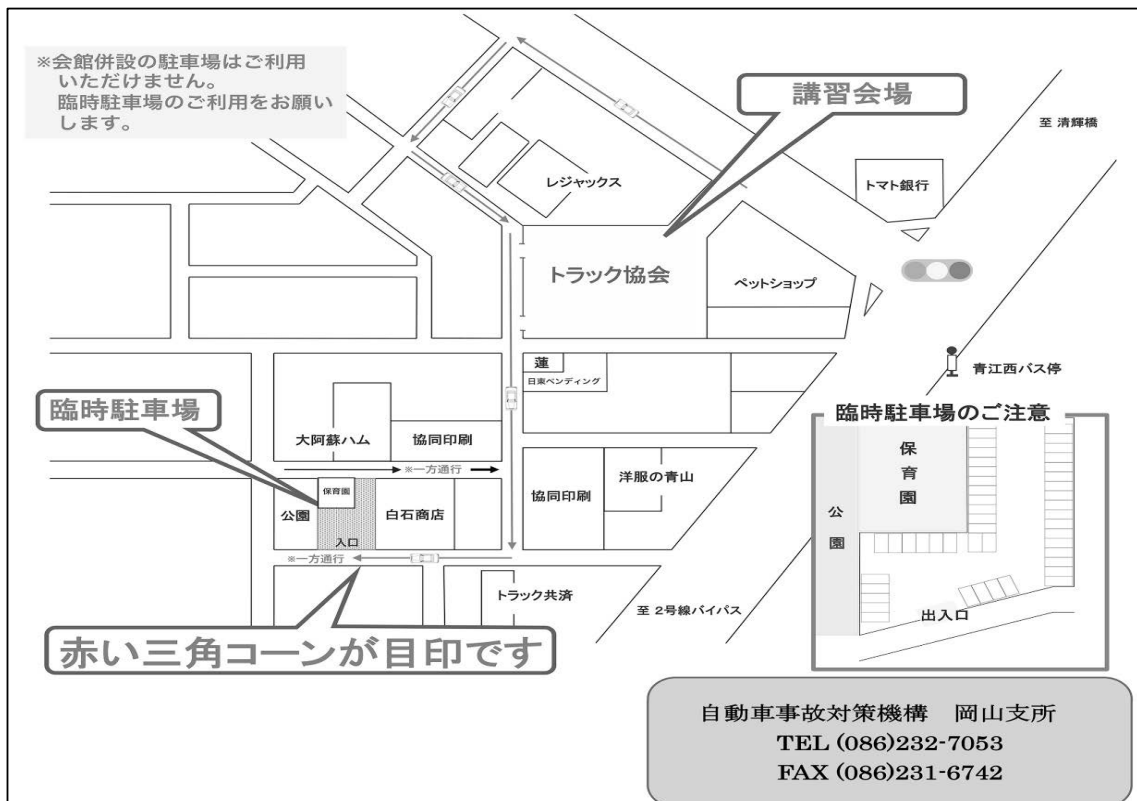 ※会館併設の駐車場はご利用
いただけません。
臨時駐車場のご利用をお願い
します。
講習会場
至 清輝橋
トマト銀行
レジャックス
トラック協会
ペットショップ
蓮
日東ベンディング
青江西バス停
臨時駐車場
大阿蘇ハム
協同印刷
※一方通行
保育園
公園
白石商店
入口
協同印刷
洋服の青山
※一方通行
トラック共済
至 2号線バイパス
赤い三角コーンが目印です
臨時駐車場のご注意
保育園
公園
出入口
自動車事故対策機構 岡山支所
TEL (086)232-7053
FAX (086)231-6742